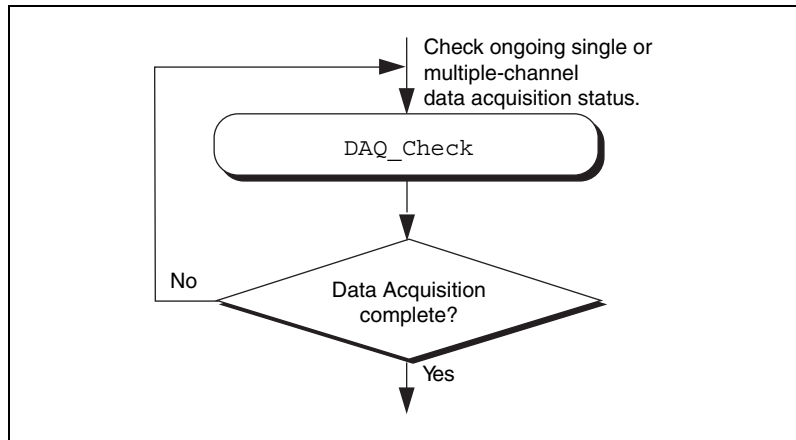 Check ongoing single or
multiple-channel
data acquisition status.
DAQ_Check
No
Data Acquisition
complete?
Yes